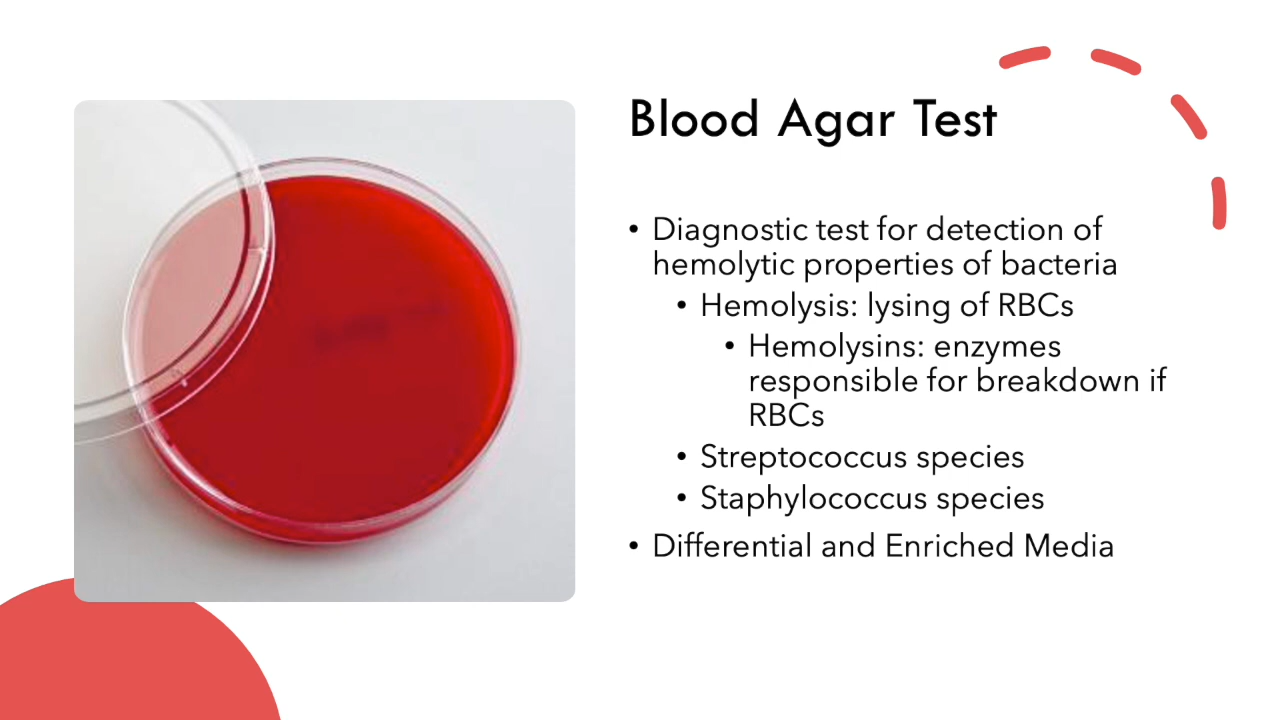 Blood Agar Test
• Diagnostic test for detection of
hemolytic properties of bacteria
• Hemolysis: lysing of RBCs
• Hemolysins: enzymes
responsible for breakdown if
RBCs
• Streptococcus species
• Staphylococcus species
• Differential and Enriched Media